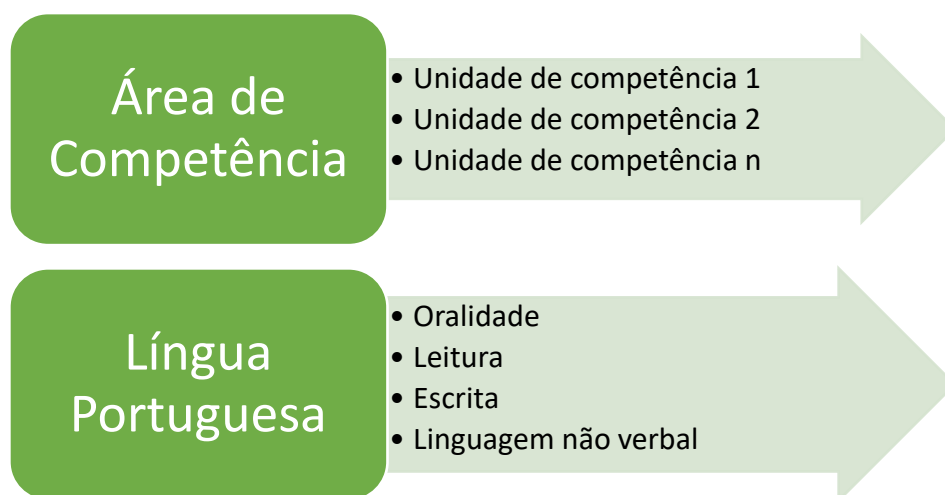 Área de
Competência
• Unidade de competência 1
• Unidade de competência 2
• Unidade de competência n
Língua
Portuguesa
• Oralidade
• Leitura
• Escrita
• Linguagem não verbal